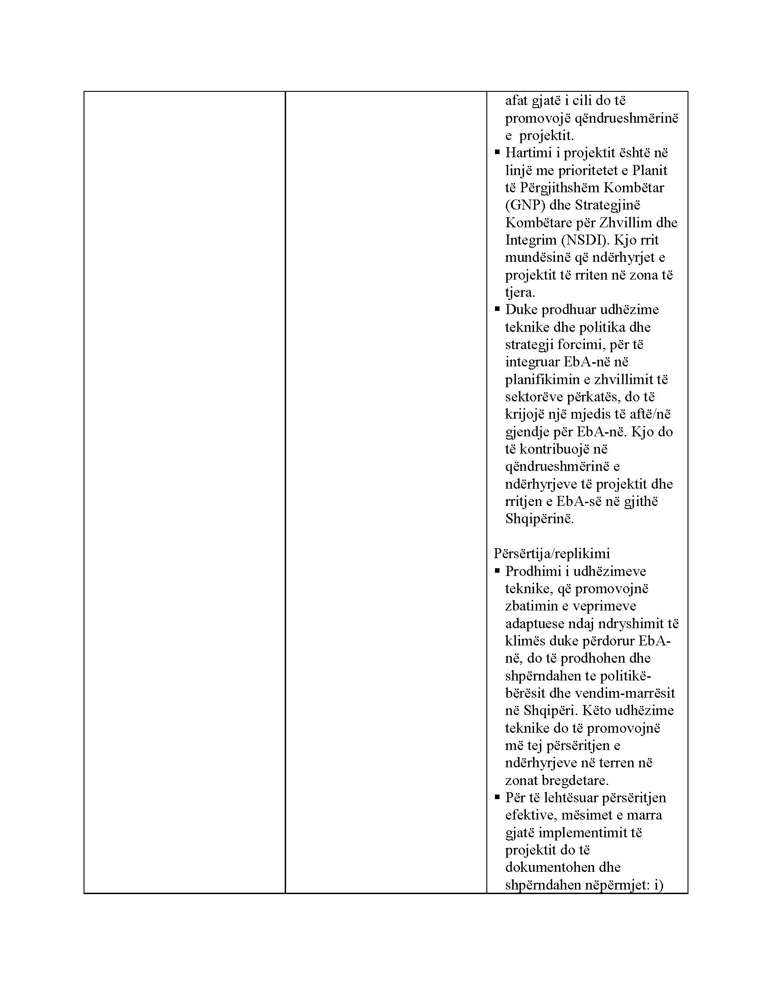 afat gjatë i cili do të
promovojë qëndrueshmërinë
e  projektit.
▪ Hartimi i projektit është në
linjë me prioritetet e Planit
të Përgjithshëm Kombëtar
(GNP) dhe Strategjinë
Kombëtare për Zhvillim dhe
Integrim (NSDI). Kjo rrit
mundësinë që ndërhyrjet e
projektit të rriten në zona të
tjera.
▪ Duke prodhuar udhëzime
teknike dhe politika dhe
strategji forcimi, për të
integruar EbA-në në
planifikimin e zhvillimit të
sektorëve përkatës, do të
krijojë një mjedis të aftë/në
gjendje për EbA-në. Kjo do
të kontribuojë në
qëndrueshmërinë e
ndërhyrjeve të projektit dhe
rritjen e EbA-së në gjithë
Shqipërinë.
Përsërtija/replikimi
▪ Prodhimi i udhëzimeve
teknike, që promovojnë
zbatimin e veprimeve
adaptuese ndaj ndryshimit të
klimës duke përdorur EbA-
në, do të prodhohen dhe
shpërndahen te politikë-
bërësit dhe vendim-marrësit
në Shqipëri. Këto udhëzime
teknike do të promovojnë
më tej përsëritjen e
ndërhyrjeve në terren në
zonat bregdetare.
▪ Për të lehtësuar përsëritjen
efektive, mësimet e marra
gjatë implementimit të
projektit do të
dokumentohen dhe
shpërndahen nëpërmjet: i)